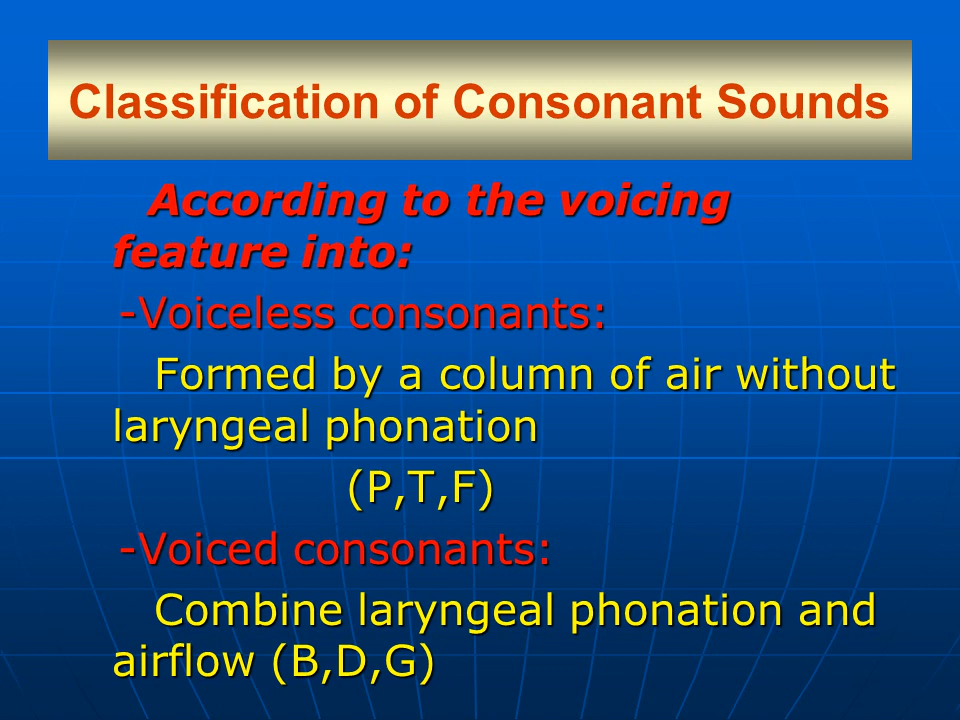 Classification of Consonant Sounds
According to the voicing
feature into:
-Voiceless consonants:
Formed by a column of air without
laryngeal phonation
(P,T,F)
-Voiced consonants:
Combine laryngeal phonation and
airflow (B,D,G)